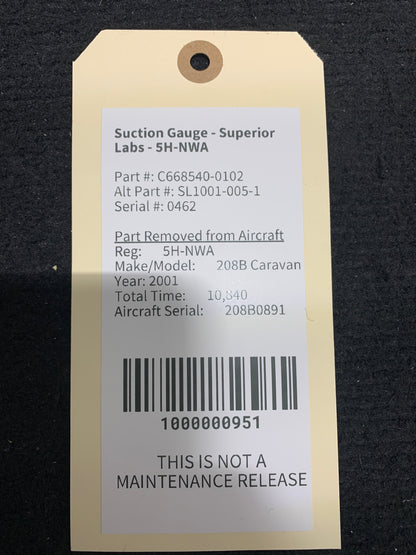 Suction Gauge - Superior
Labs - 5H-NWA
Part #: C668540-0102
Alt Part #: SL1001-005-1
Serial #: 0462
Part Removed from Aircraft
Reg: 5H-NWA
Make/Model: 208B Caravan
Year: 2001
Total Time: 10,840
Aircraft Serial: 208B0891
1000000951
THIS IS NOT A
MAINTENANCE RELEASE